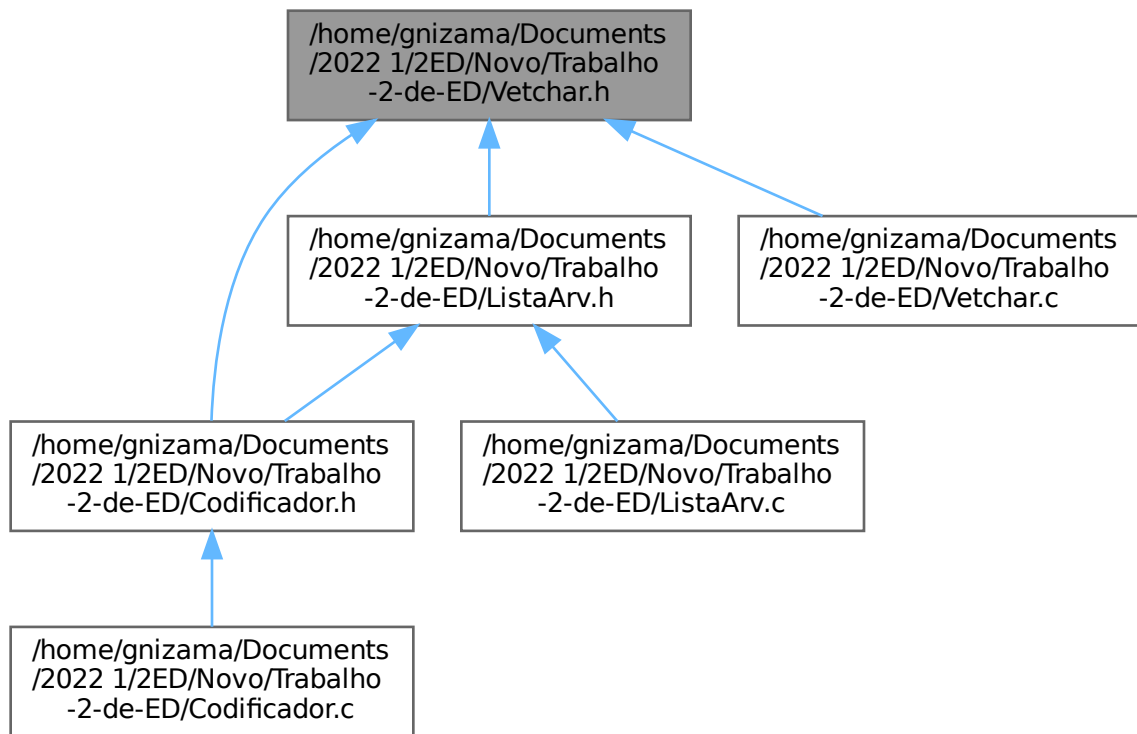 /home/gnizama/Documents
/2022 1/2ED/Novo/Trabalho
-2-de-ED/Vetchar.h
/home/gnizama/Documents
/2022 1/2ED/Novo/Trabalho
-2-de-ED/ListaArv.h
/home/gnizama/Documents
/2022 1/2ED/Novo/Trabalho
-2-de-ED/Vetchar.c
/home/gnizama/Documents
/2022 1/2ED/Novo/Trabalho
-2-de-ED/Codificador.h
/home/gnizama/Documents
/2022 1/2ED/Novo/Trabalho
-2-de-ED/ListaArv.c
/home/gnizama/Documents
/2022 1/2ED/Novo/Trabalho
-2-de-ED/Codificador.c